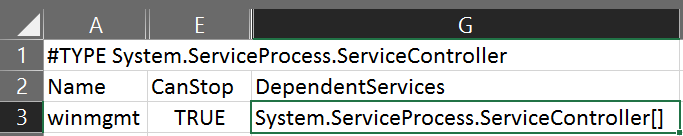 A E G
1 #TYPE System.ServiceProcess.ServiceController
2 Name CanStop DependentServices
3 winmgmt TRUE System.ServiceProcess.ServiceController[]